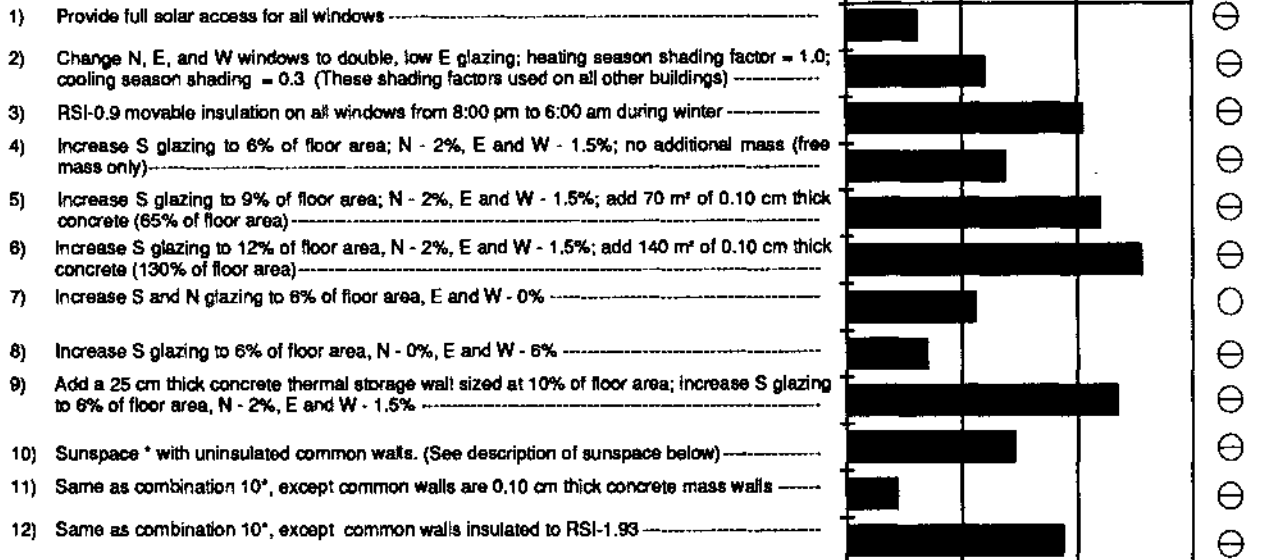 1) Provide full solar access for all windows
2) Change N, E, and W windows to double, low E glazing; heating season shading factor = 1.0;
cooling season shading = 0.3 (These shading factors used on all other buildings)
3) RSI-0.9 movable insulation on all windows from 8:00 pm to 6:00 am during winter
4) Increase S glazing to 6% of floor area; N - 2%, E and W - 1.5%; no additional mass (free
mass only)
5) Increase S glazing to 9% of floor area; N - 2%, E and W - 1.5%; add 70 m² of 0.10 cm thick
concrete (65% of floor area)
6) Increase S glazing to 12% of floor area, N - 2%, E and W - 1.5%; add 140 m² of 0.10 cm thick
concrete (130% of floor area)
7) Increase S and N glazing to 6% of floor area, E and W - 0%
8) Increase S glazing to 6% of floor area, N - 0%, E and W - 6%
9) Add a 25 cm thick concrete thermal storage wall sized at 10% of floor area; increase S glazing
to 6% of floor area, N - 2%, E and W - 1.5%
10) Sunspace * with uninsulated common walls. (See description of sunspace below)
11) Same as combination 10*, except common walls are 0.10 cm thick concrete mass walls
12) Same as combination 10*, except common walls insulated to RSI-1.93